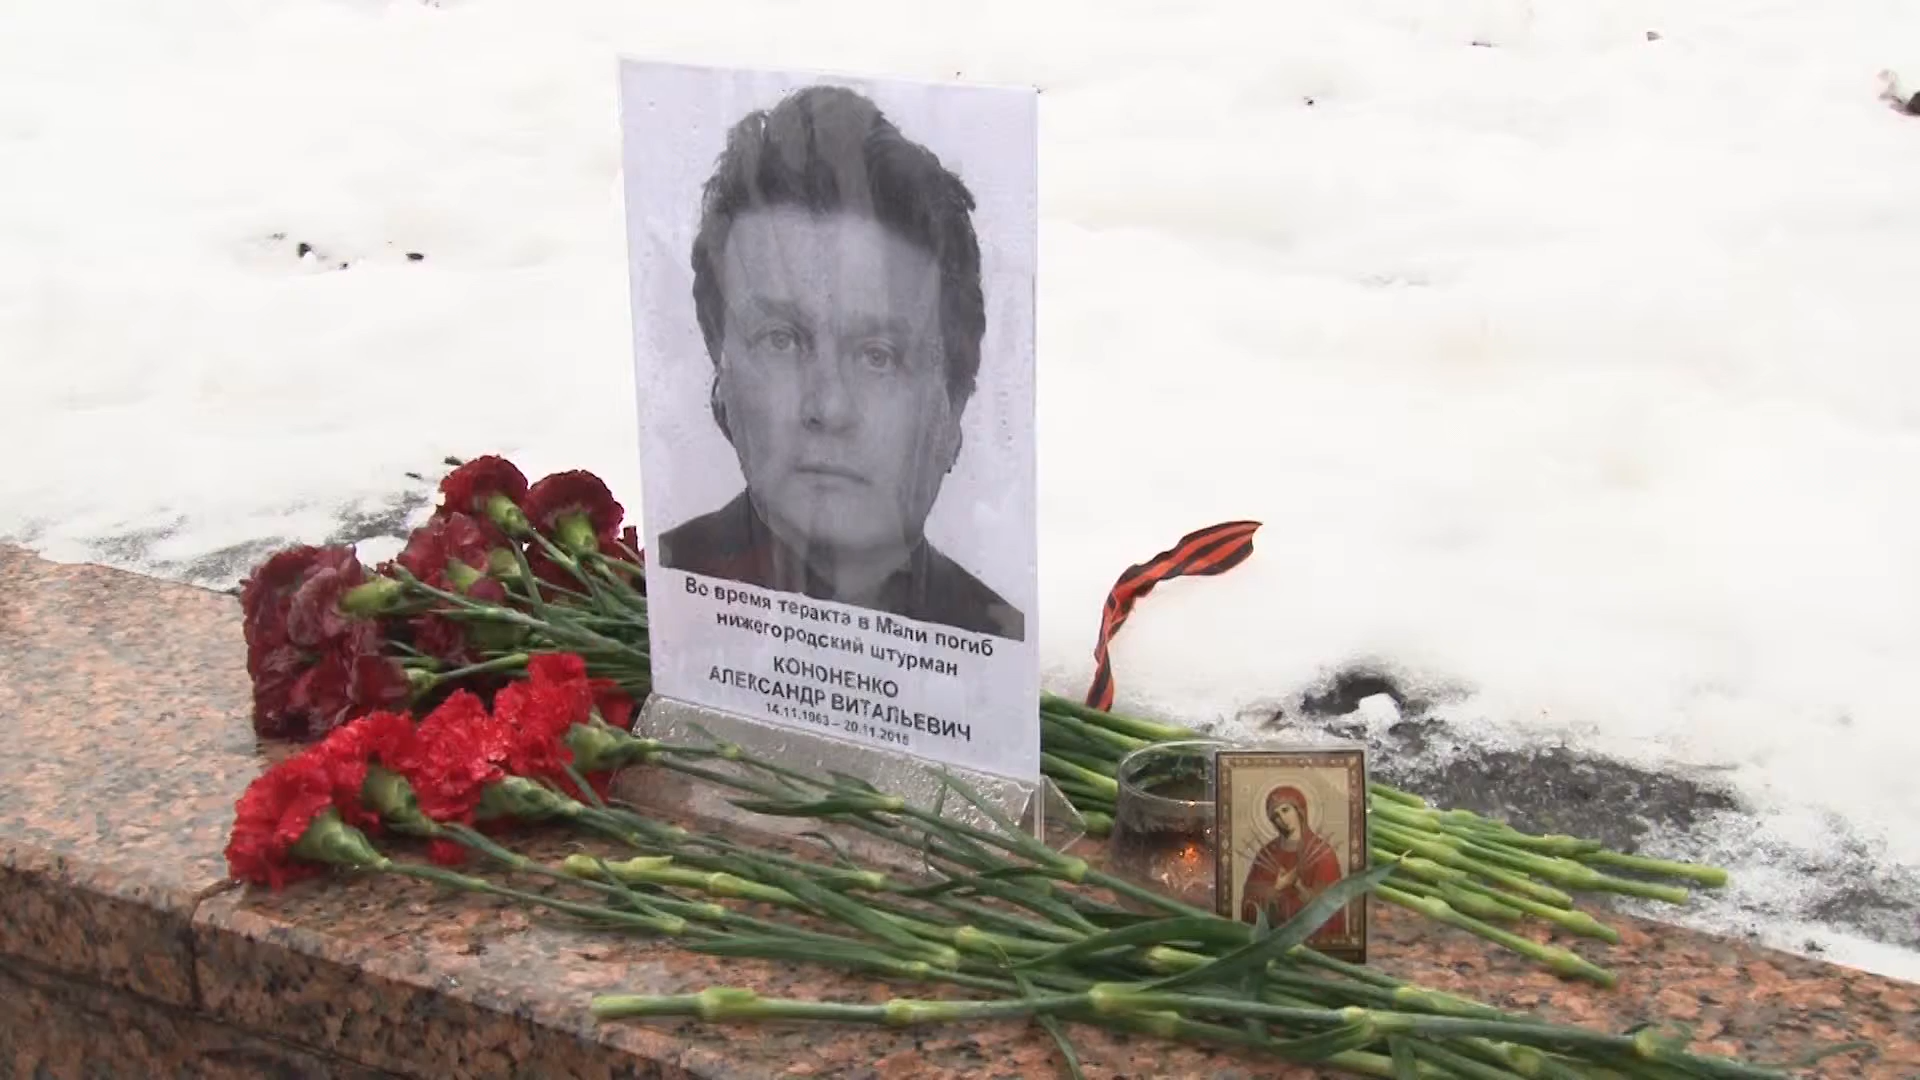 Во время теракта в Мали погиб
нижегородский штурман
КОНОНЕНКО
АЛЕКСАНДР ВИТАЛЬЕВИЧ
14.11.1963 – 20.11.2015